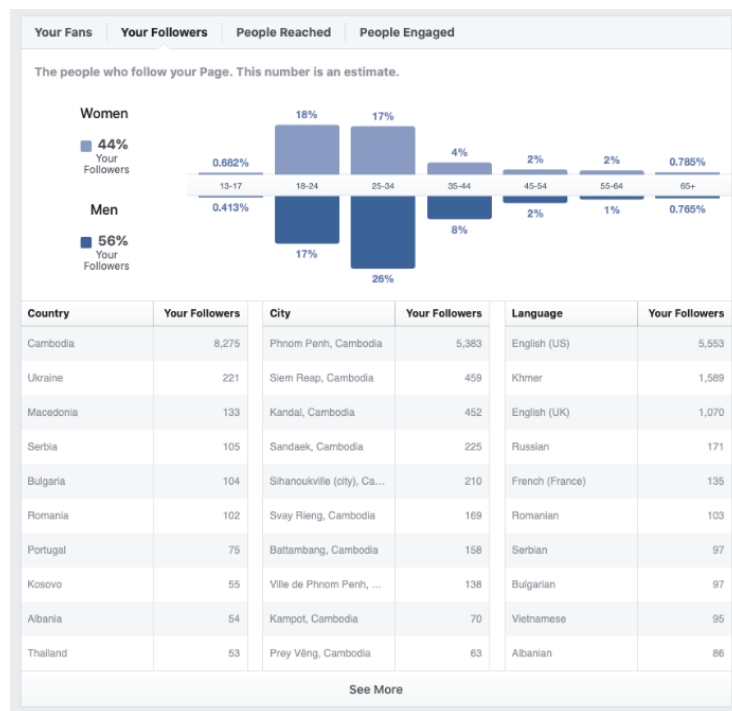 Your Fans Your Followers People Reached People Engaged
The people who follow your Page. This number is an estimate.
Women
44%
Your
Followers
18% 17%
0.682% 4% 2% 2% 0.785%
13-17 18-24 25-34 35-44 45-54 55-64 65+
Men
56%
Your
Followers
0.413% 17% 26% 8% 2% 1% 0.765%
Country Your Followers City Your Followers Language Your Followers
Cambodia 8,275 Phnom Penh, Cambodia 5,383 English (US) 5,553
Ukraine 221 Siem Reap, Cambodia 459 Khmer 1,589
Macedonia 133 Kandal, Cambodia 452 English (UK) 1,070
Serbia 105 Sandaek, Cambodia 225 Russian 171
Bulgaria 104 Sihanoukville (city), Ca... 210 French (France) 135
Romania 102 Svay Rieng, Cambodia 169 Romanian 103
Portugal 75 Battambang, Cambodia 158 Serbian 97
Kosovo 55 Ville de Phnom Penh, ... 138 Bulgarian 97
Albania 54 Kampot, Cambodia 70 Vietnamese 95
Thailand 53 Prey Vêng, Cambodia 63 Albanian 86
See More